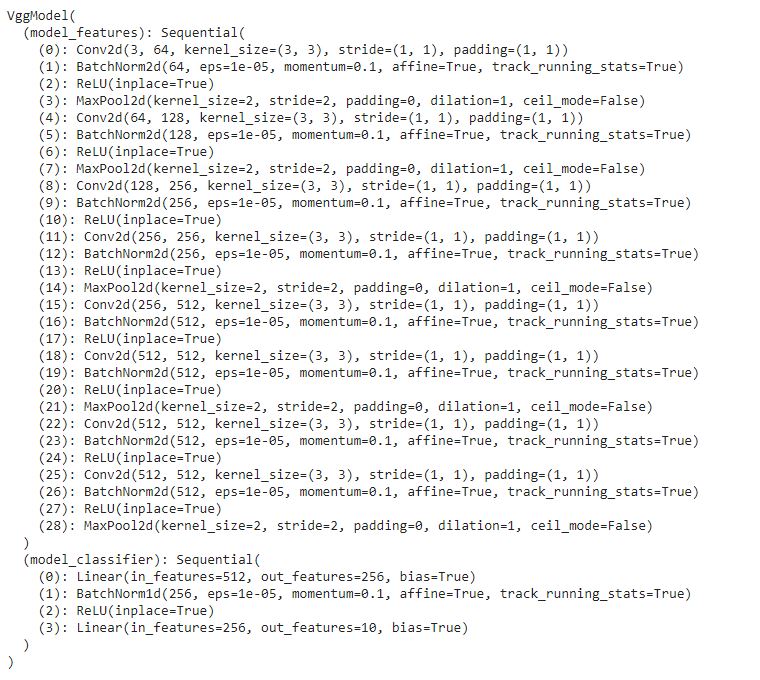 VggModel(
  (model_features): Sequential(
    (0): Conv2d(3, 64, kernel_size=(3, 3), stride=(1, 1), padding=(1, 1))
    (1): BatchNorm2d(64, eps=1e-05, momentum=0.1, affine=True, track_running_stats=True)
    (2): ReLU(inplace=True)
    (3): MaxPool2d(kernel_size=2, stride=2, padding=0, dilation=1, ceil_mode=False)
    (4): Conv2d(64, 128, kernel_size=(3, 3), stride=(1, 1), padding=(1, 1))
    (5): BatchNorm2d(128, eps=1e-05, momentum=0.1, affine=True, track_running_stats=True)
    (6): ReLU(inplace=True)
    (7): MaxPool2d(kernel_size=2, stride=2, padding=0, dilation=1, ceil_mode=False)
    (8): Conv2d(128, 256, kernel_size=(3, 3), stride=(1, 1), padding=(1, 1))
    (9): BatchNorm2d(256, eps=1e-05, momentum=0.1, affine=True, track_running_stats=True)
    (10): ReLU(inplace=True)
    (11): Conv2d(256, 256, kernel_size=(3, 3), stride=(1, 1), padding=(1, 1))
    (12): BatchNorm2d(256, eps=1e-05, momentum=0.1, affine=True, track_running_stats=True)
    (13): ReLU(inplace=True)
    (14): MaxPool2d(kernel_size=2, stride=2, padding=0, dilation=1, ceil_mode=False)
    (15): Conv2d(256, 512, kernel_size=(3, 3), stride=(1, 1), padding=(1, 1))
    (16): BatchNorm2d(512, eps=1e-05, momentum=0.1, affine=True, track_running_stats=True)
    (17): ReLU(inplace=True)
    (18): Conv2d(512, 512, kernel_size=(3, 3), stride=(1, 1), padding=(1, 1))
    (19): BatchNorm2d(512, eps=1e-05, momentum=0.1, affine=True, track_running_stats=True)
    (20): ReLU(inplace=True)
    (21): MaxPool2d(kernel_size=2, stride=2, padding=0, dilation=1, ceil_mode=False)
    (22): Conv2d(512, 512, kernel_size=(3, 3), stride=(1, 1), padding=(1, 1))
    (23): BatchNorm2d(512, eps=1e-05, momentum=0.1, affine=True, track_running_stats=True)
    (24): ReLU(inplace=True)
    (25): Conv2d(512, 512, kernel_size=(3, 3), stride=(1, 1), padding=(1, 1))
    (26): BatchNorm2d(512, eps=1e-05, momentum=0.1, affine=True, track_running_stats=True)
    (27): ReLU(inplace=True)
    (28): MaxPool2d(kernel_size=2, stride=2, padding=0, dilation=1, ceil_mode=False)
  )
  (model_classifier): Sequential(
    (0): Linear(in_features=512, out_features=256, bias=True)
    (1): BatchNorm1d(256, eps=1e-05, momentum=0.1, affine=True, track_running_stats=True)
    (2): ReLU(inplace=True)
    (3): Linear(in_features=256, out_features=10, bias=True)
  )
)